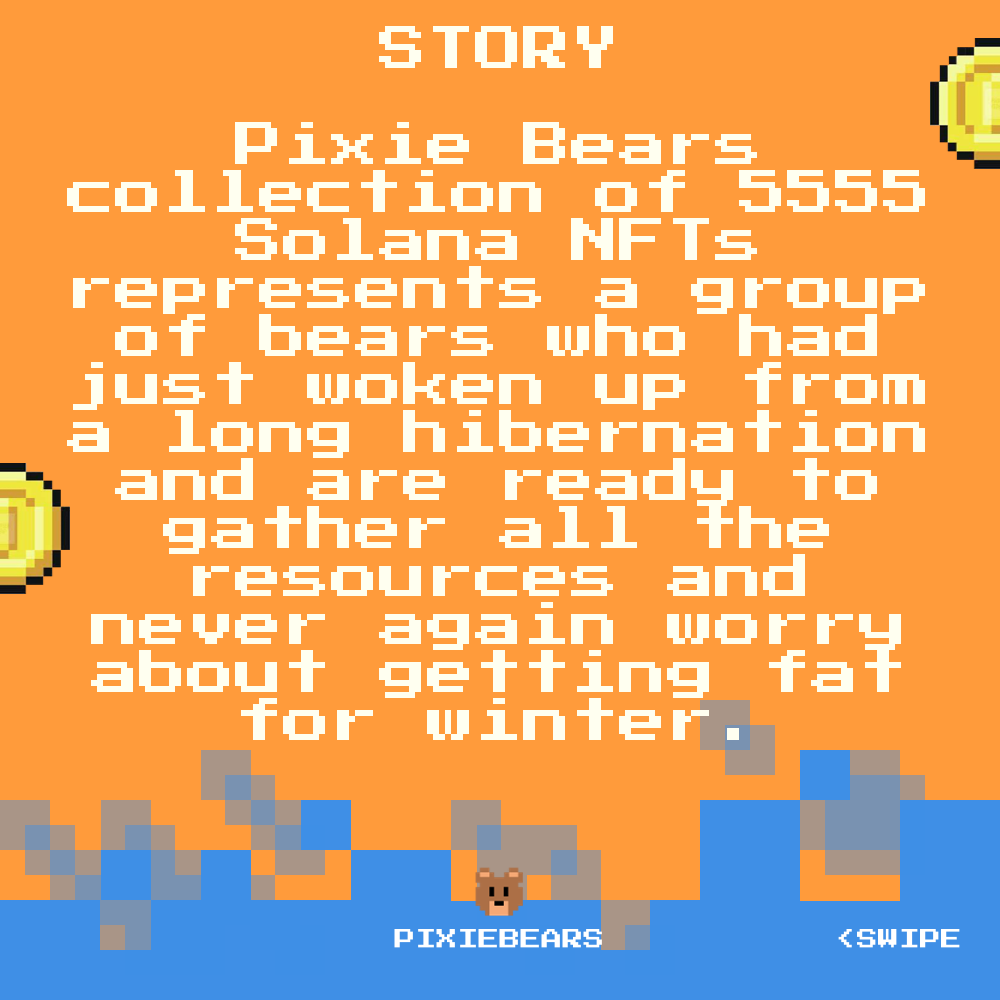 STORY
Pixie Bears
collection of 5555
Solana NFTs
represents a group
of bears who had
just woken up from
a long hibernation
and are ready to
gather all the
resources and
never again worry
about getting fat
for winter.
PIXIEBEARS
<SWIPE